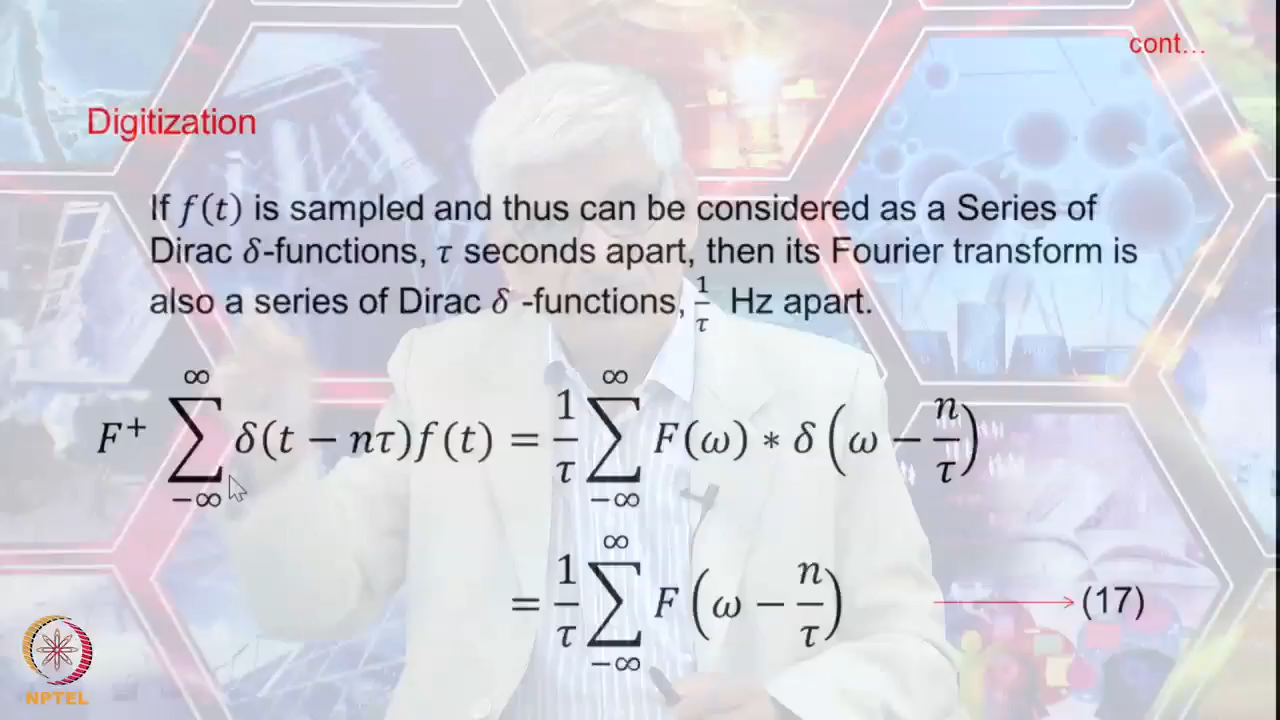 cont...
Digitization
If f(t) is sampled and thus can be considered as a Series of
Dirac δ-functions, τ seconds apart, then its Fourier transform is
also a series of Dirac δ -functions, 1/τ Hz apart.
F⁺ ∑_{-∞}^{∞} δ(t − nτ)f(t) = 1/τ ∑_{-∞}^{∞} F(ω) * δ(ω − n/τ)
= 1/τ ∑_{-∞}^{∞} F(ω − n/τ) (17)
NPTEL